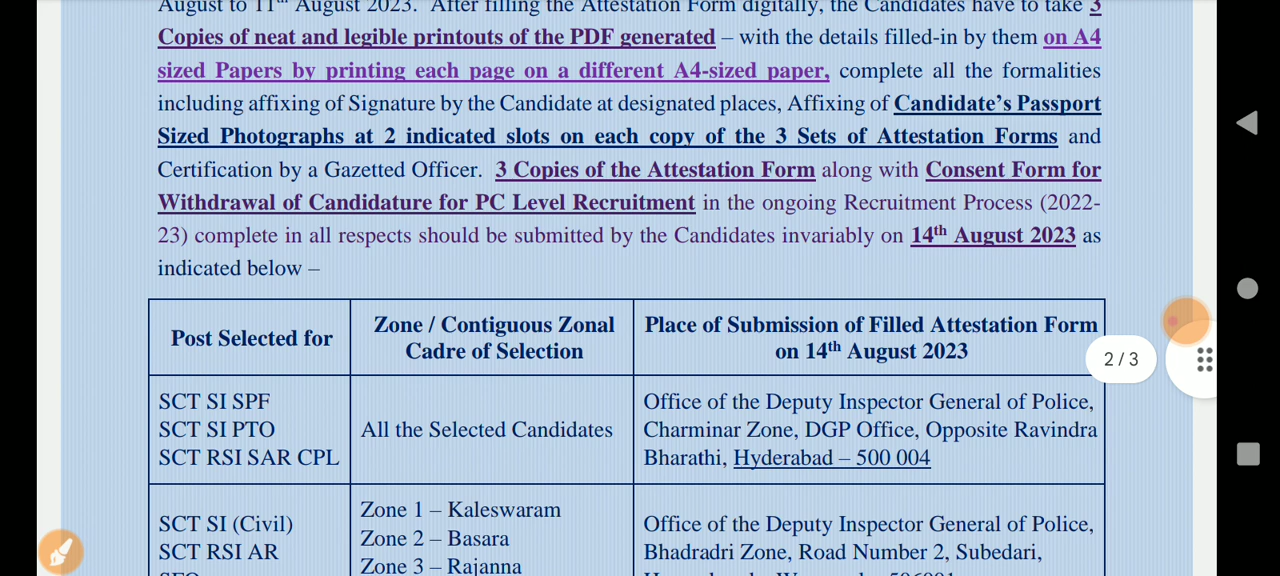 August to 11th August 2023. After filling the Attestation Form digitally, the Candidates have to take 3
Copies of neat and legible printouts of the PDF generated – with the details filled-in by them on A4
sized Papers by printing each page on a different A4-sized paper, complete all the formalities
including affixing of Signature by the Candidate at designated places, Affixing of Candidate's Passport
Sized Photographs at 2 indicated slots on each copy of the 3 Sets of Attestation Forms and
Certification by a Gazetted Officer. 3 Copies of the Attestation Form along with Consent Form for
Withdrawal of Candidature for PC Level Recruitment in the ongoing Recruitment Process (2022-
23) complete in all respects should be submitted by the Candidates invariably on 14th August 2023 as
indicated below –
Post Selected for
Zone / Contiguous Zonal
Cadre of Selection
Place of Submission of Filled Attestation Form
on 14th August 2023
2 / 3
SCT SI SPF
SCT SI PTO
SCT RSI SAR CPL
All the Selected Candidates
Office of the Deputy Inspector General of Police,
Charminar Zone, DGP Office, Opposite Ravindra
Bharathi, Hyderabad – 500 004
SCT SI (Civil)
SCT RSI AR
Zone 1 – Kaleswaram
Zone 2 – Basara
Zone 3 – Rajanna
Office of the Deputy Inspector General of Police,
Bhadradri Zone, Road Number 2, Subedari,